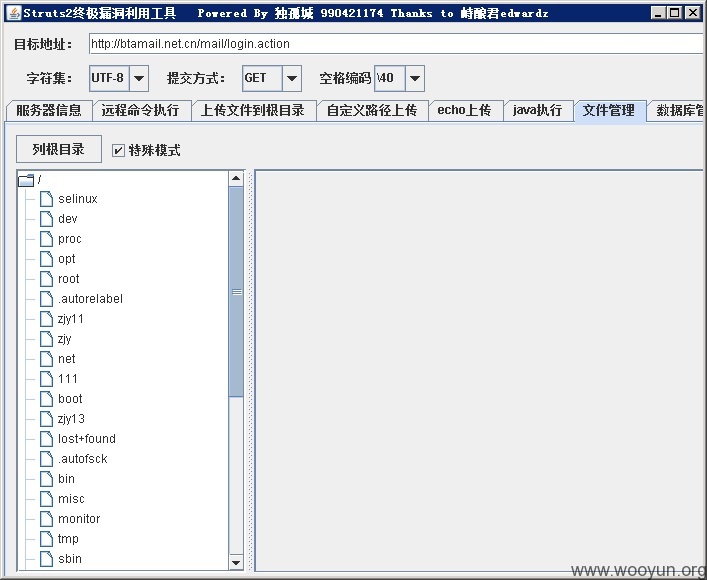 Struts2终极漏洞利用工具 Powered By 独孤城 990421174 Thanks to 峙酿君edwardz
目标地址： http://btamail.net.cn/mail/login.action
字符集： UTF-8 提交方式： GET 空格编码 \40
服务器信息 远程命令执行 上传文件到根目录 自定义路径上传 echo上传 java执行 文件管理 数据库管
列根目录 特殊模式
/
selinux
dev
proc
opt
root
.autorelabel
zjy11
zjy
net
111
boot
zjy13
lost+found
.autofsck
bin
misc
monitor
tmp
sbin
www.wooyun.org